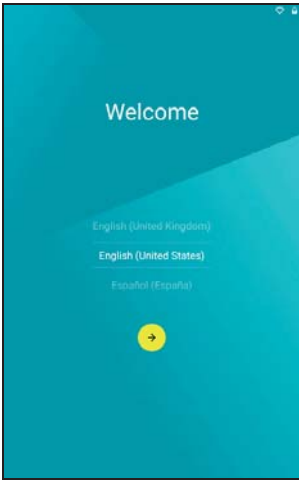 Welcome
English (United Kingdom)
English (United States)
Español (España)